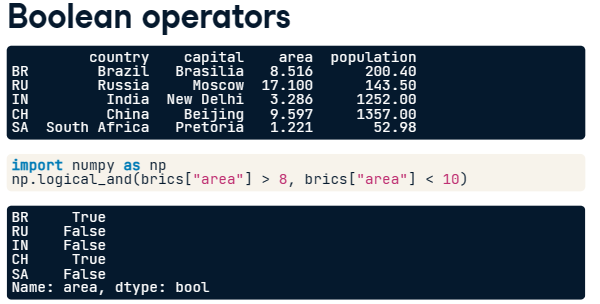 Boolean operators
         country    capital    area  population
BR        Brazil   Brasilia   8.516      200.40
RU        Russia     Moscow  17.100      143.50
IN         India  New Delhi   3.286     1252.00
CH         China    Beijing   9.597     1357.00
SA  South Africa   Pretoria   1.221       52.98
import numpy as np
np.logical_and(brics["area"] > 8, brics["area"] < 10)
BR     True
RU    False
IN    False
CH     True
SA    False
Name: area, dtype: bool